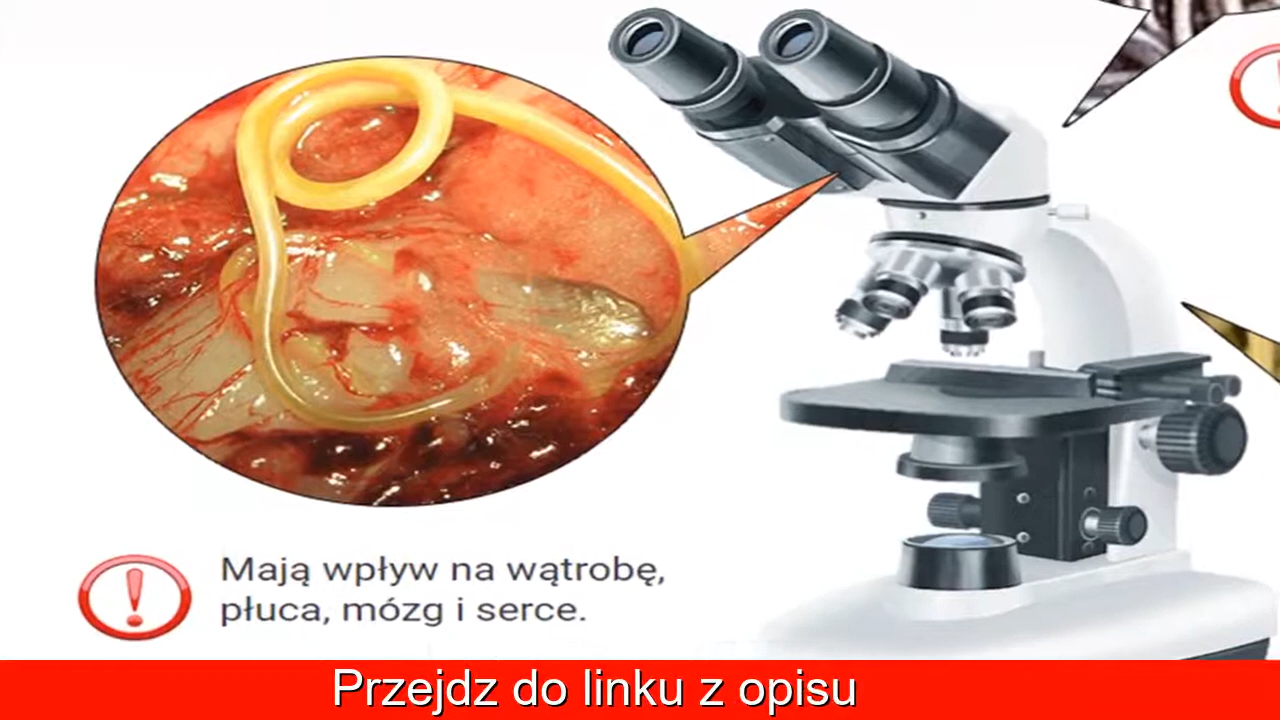 Mają wpływ na wątrobę,
płuca, mózg i serce.
Przejdz do linku z opisu